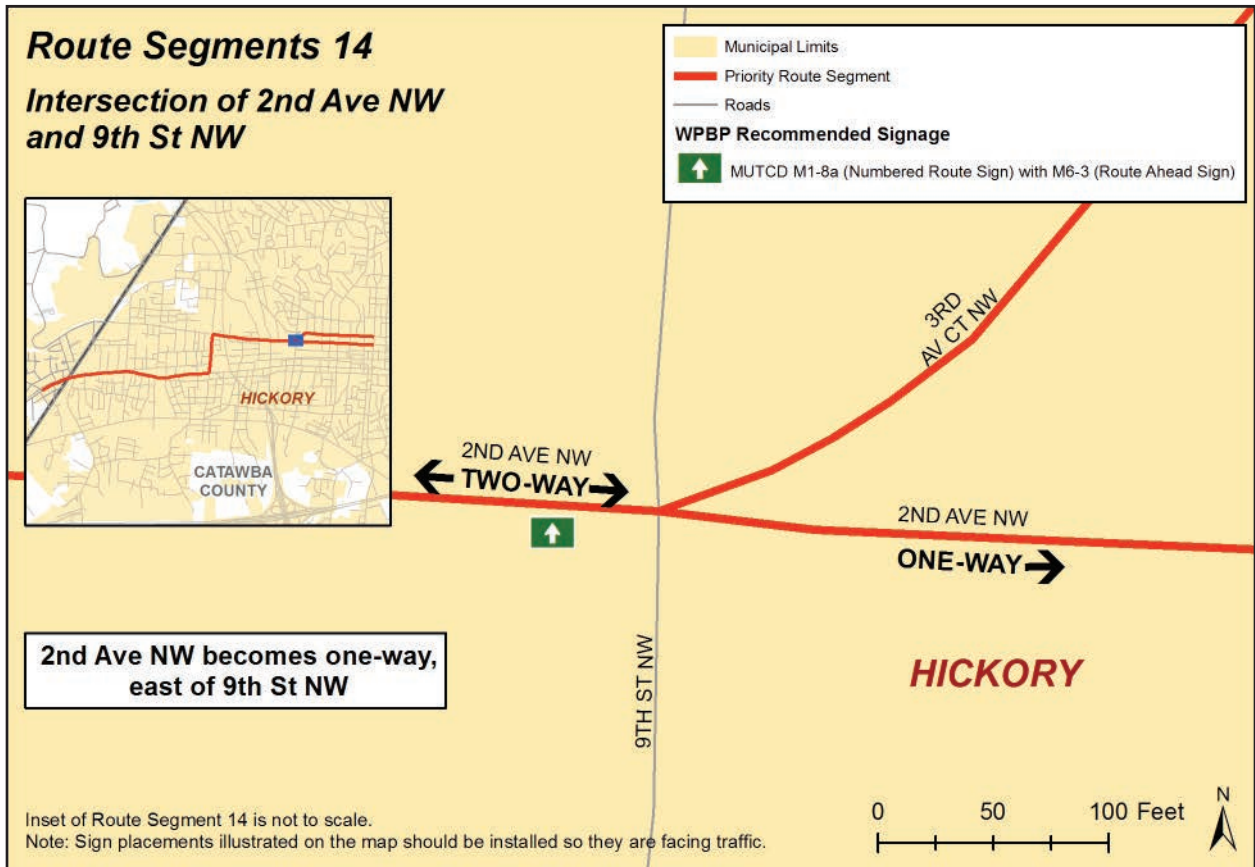 Route Segments 14
Intersection of 2nd Ave NW
and 9th St NW
Municipal Limits
Priority Route Segment
Roads
WPBP Recommended Signage
MUTCD M1-8a (Numbered Route Sign) with M6-3 (Route Ahead Sign)
HICKORY
CATAWBA
COUNTY
3RD
AV CT NW
2ND AVE NW
TWO-WAY
2ND AVE NW
ONE-WAY
9TH ST NW
2nd Ave NW becomes one-way,
east of 9th St NW
HICKORY
Inset of Route Segment 14 is not to scale.
Note: Sign placements illustrated on the map should be installed so they are facing traffic.
0 50 100 Feet
N